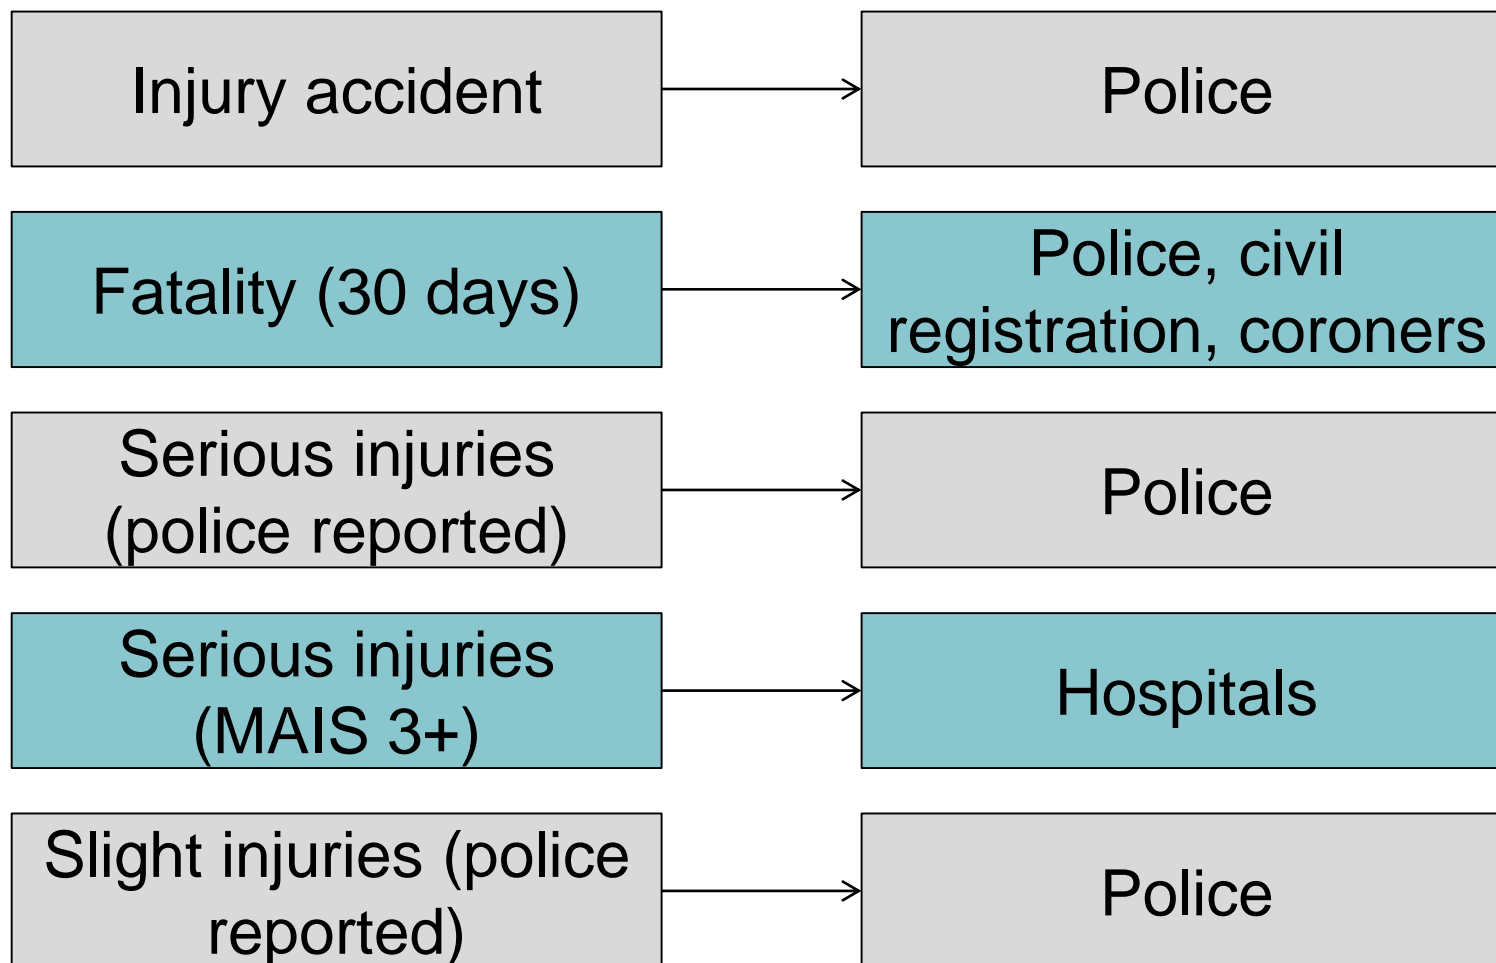 Injury accident
Police
Fatality (30 days)
Police, civil
registration, coroners
Serious injuries
(police reported)
Police
Serious injuries
(MAIS 3+)
Hospitals
Slight injuries (police
reported)
Police